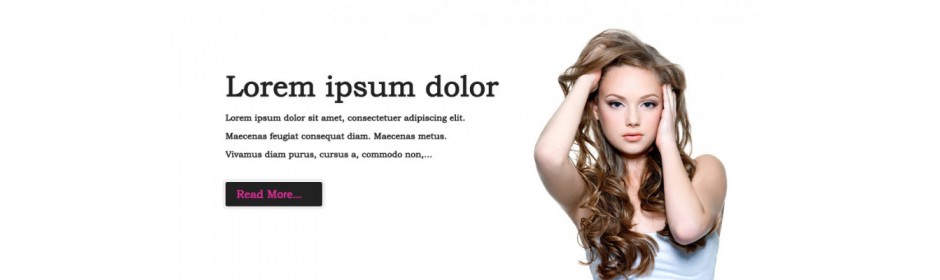 Lorem ipsum dolor
Lorem ipsum dolor sit amet, consectetuer adipiscing elit.
Maecenas feugiat consequat diam. Maecenas metus.
Vivamus diam purus, cursus a, commodo non,...
Read More...